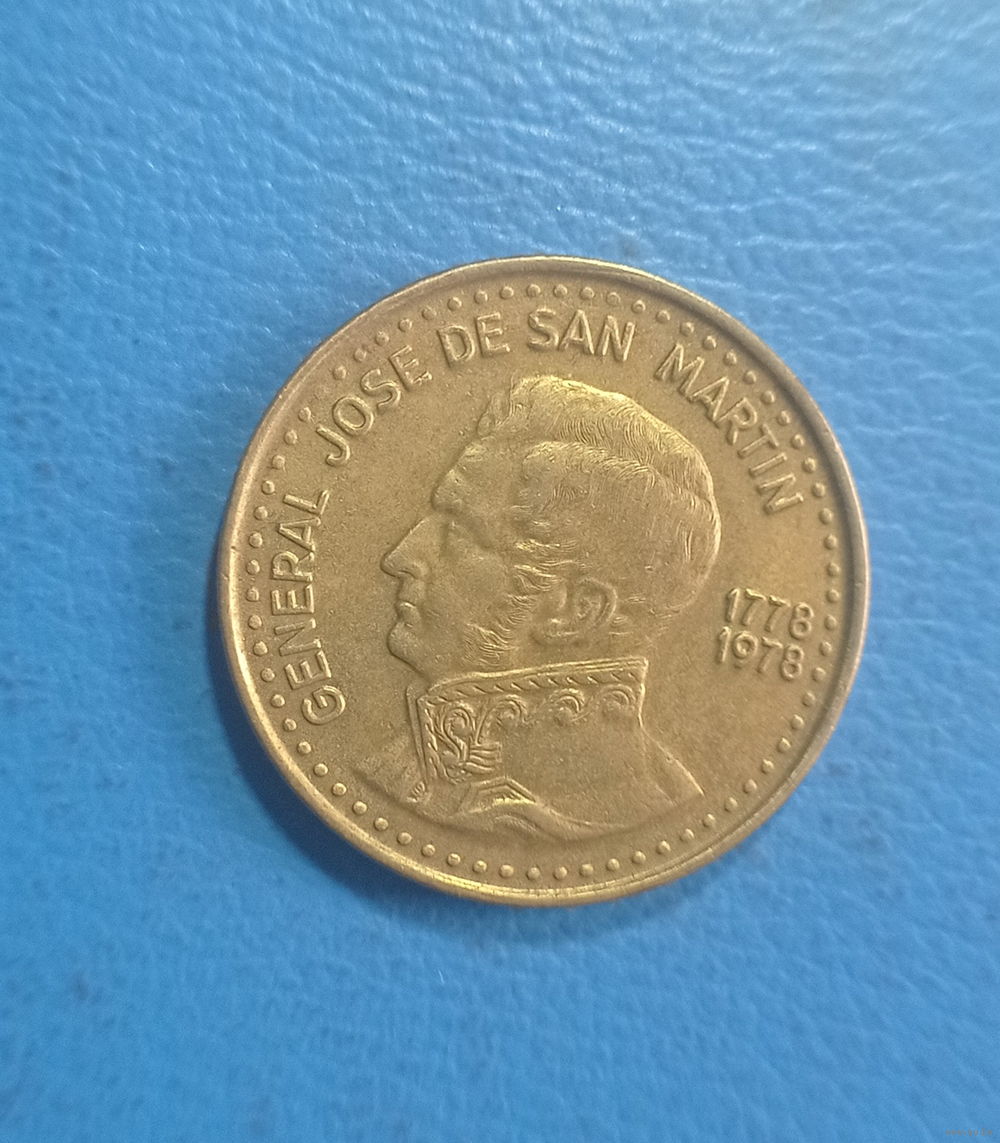 GENERAL JOSE DE SAN MARTIN
1778
1978